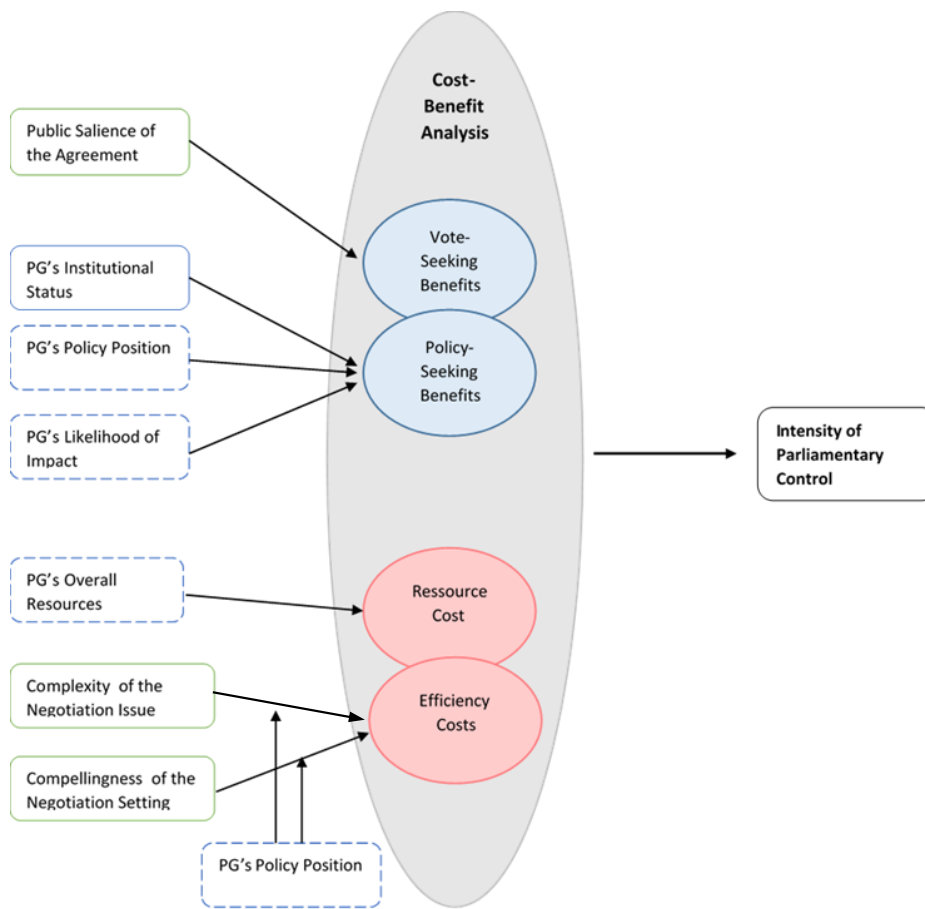 Cost-
Benefit
Analysis
Public Salience of
the Agreement
Vote-
Seeking
Benefits
PG's Institutional
Status
PG's Policy Position
Policy-
Seeking
Benefits
PG's Likelihood of
Impact
Intensity of
Parliamentary
Control
PG's Overall
Resources
Ressource
Cost
Complexity of the
Negotiation Issue
Efficiency
Costs
Compellingness of the
Negotiation Setting
PG's Policy Position